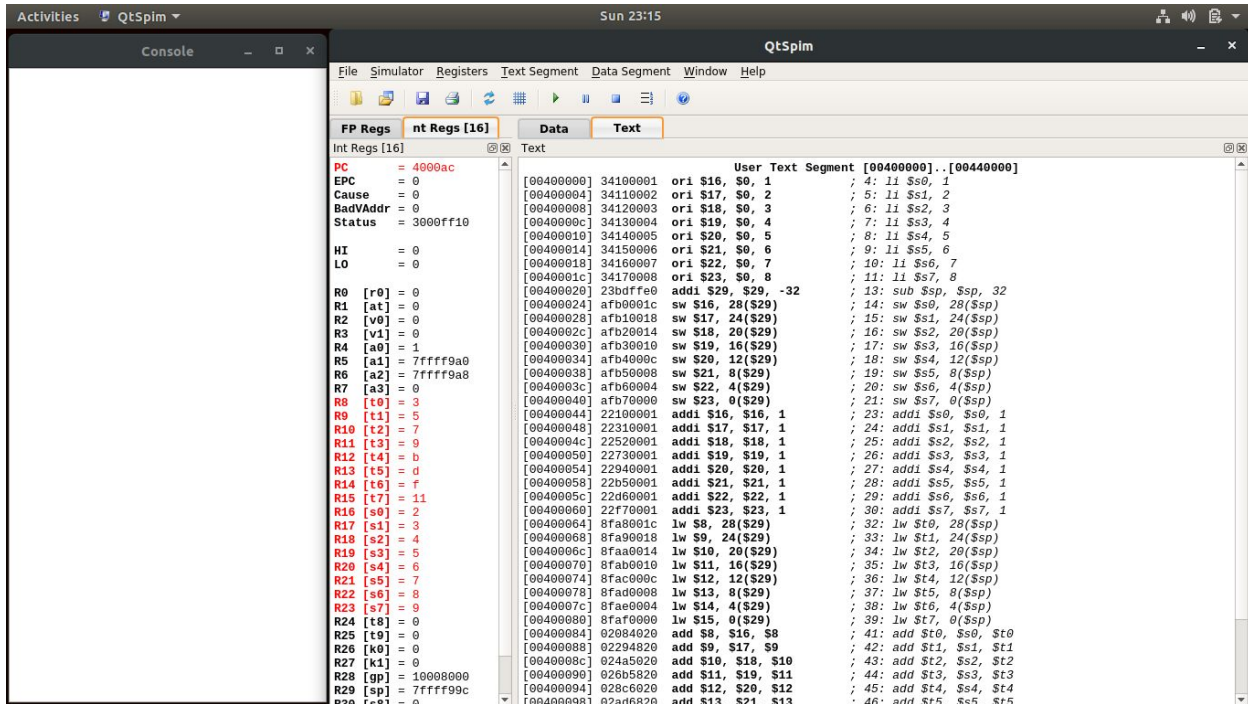 Activities QtSpim Sun 23:15
Console
QtSpim
File Simulator Registers Text Segment Data Segment Window Help
FP Regs nt Regs [16] Data Text
Int Regs [16] Text
PC = 4000ac
EPC = 0
Cause = 0
BadVAddr = 0
Status = 3000ff10
HI = 0
LO = 0
R0 [r0] = 0
R1 [at] = 0
R2 [v0] = 0
R3 [v1] = 0
R4 [a0] = 1
R5 [a1] = 7ffff9a0
R6 [a2] = 7ffff9a8
R7 [a3] = 0
R8 [t0] = 3
R9 [t1] = 5
R10 [t2] = 7
R11 [t3] = 9
R12 [t4] = b
R13 [t5] = d
R14 [t6] = f
R15 [t7] = 11
R16 [s0] = 2
R17 [s1] = 3
R18 [s2] = 4
R19 [s3] = 5
R20 [s4] = 6
R21 [s5] = 7
R22 [s6] = 8
R23 [s7] = 9
R24 [t8] = 0
R25 [t9] = 0
R26 [k0] = 0
R27 [k1] = 0
R28 [gp] = 10008000
R29 [sp] = 7ffff99c
R30 [s8] = 0
User Text Segment [00400000]..[00440000]
[00400000] 34100001 ori $16, $0, 1 ; 4: li $s0, 1
[00400004] 34110002 ori $17, $0, 2 ; 5: li $s1, 2
[00400008] 34120003 ori $18, $0, 3 ; 6: li $s2, 3
[0040000c] 34130004 ori $19, $0, 4 ; 7: li $s3, 4
[00400010] 34140005 ori $20, $0, 5 ; 8: li $s4, 5
[00400014] 34150006 ori $21, $0, 6 ; 9: li $s5, 6
[00400018] 34160007 ori $22, $0, 7 ; 10: li $s6, 7
[0040001c] 34170008 ori $23, $0, 8 ; 11: li $s7, 8
[00400020] 23bdffe0 addi $29, $29, -32 ; 13: sub $sp, $sp, 32
[00400024] afb0001c sw $16, 28($29) ; 14: sw $s0, 28($sp)
[00400028] afb10018 sw $17, 24($29) ; 15: sw $s1, 24($sp)
[0040002c] afb20014 sw $18, 20($29) ; 16: sw $s2, 20($sp)
[00400030] afb30010 sw $19, 16($29) ; 17: sw $s3, 16($sp)
[00400034] afb4000c sw $20, 12($29) ; 18: sw $s4, 12($sp)
[00400038] afb50008 sw $21, 8($29) ; 19: sw $s5, 8($sp)
[0040003c] afb60004 sw $22, 4($29) ; 20: sw $s6, 4($sp)
[00400040] afb70000 sw $23, 0($29) ; 21: sw $s7, 0($sp)
[00400044] 22100001 addi $16, $16, 1 ; 23: addi $s0, $s0, 1
[00400048] 22310001 addi $17, $17, 1 ; 24: addi $s1, $s1, 1
[0040004c] 22520001 addi $18, $18, 1 ; 25: addi $s2, $s2, 1
[00400050] 22730001 addi $19, $19, 1 ; 26: addi $s3, $s3, 1
[00400054] 22940001 addi $20, $20, 1 ; 27: addi $s4, $s4, 1
[00400058] 22b50001 addi $21, $21, 1 ; 28: addi $s5, $s5, 1
[0040005c] 22d60001 addi $22, $22, 1 ; 29: addi $s6, $s6, 1
[00400060] 22f70001 addi $23, $23, 1 ; 30: addi $s7, $s7, 1
[00400064] 8fa8001c lw $8, 28($29) ; 32: lw $t0, 28($sp)
[00400068] 8fa90018 lw $9, 24($29) ; 33: lw $t1, 24($sp)
[0040006c] 8faa0014 lw $10, 20($29) ; 34: lw $t2, 20($sp)
[00400070] 8fab0010 lw $11, 16($29) ; 35: lw $t3, 16($sp)
[00400074] 8fac000c lw $12, 12($29) ; 36: lw $t4, 12($sp)
[00400078] 8fad0008 lw $13, 8($29) ; 37: lw $t5, 8($sp)
[0040007c] 8fae0004 lw $14, 4($29) ; 38: lw $t6, 4($sp)
[00400080] 8faf0000 lw $15, 0($29) ; 39: lw $t7, 0($sp)
[00400084] 02084020 add $8, $16, $8 ; 41: add $t0, $s0, $t0
[00400088] 02294820 add $9, $17, $9 ; 42: add $t1, $s1, $t1
[0040008c] 024a5020 add $10, $18, $10 ; 43: add $t2, $s2, $t2
[00400090] 026b5820 add $11, $19, $11 ; 44: add $t3, $s3, $t3
[00400094] 028c6020 add $12, $20, $12 ; 45: add $t4, $s4, $t4
[00400098] 02ad6820 add $13, $21, $13 ; 46: add $t5, $s5, $t5